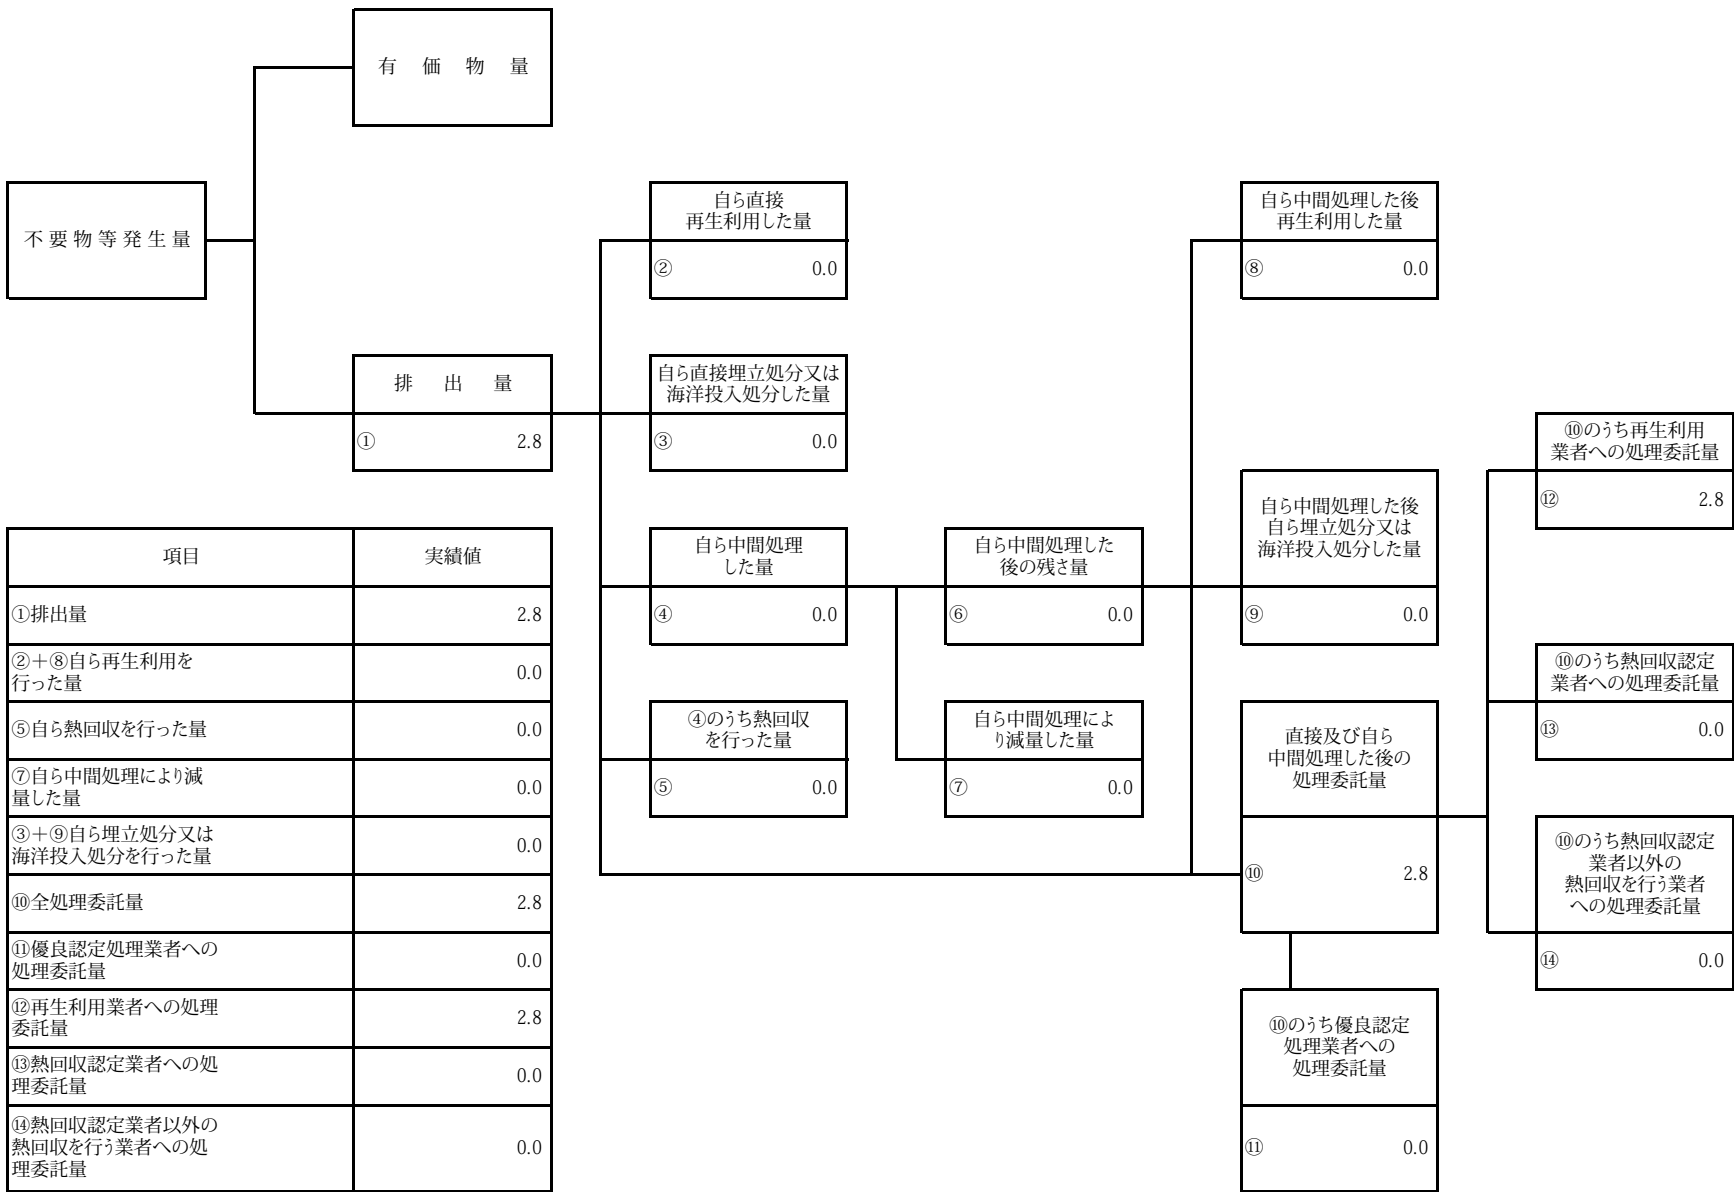 有価物量
不要物等発生量
排出量
① 2.8
自ら直接
再生利用した量
② 0.0
自ら直接埋立処分又は
海洋投入処分した量
③ 0.0
自ら中間処理
した量
④ 0.0
④のうち熱回収
を行った量
⑤ 0.0
自ら中間処理した
後の残さ量
⑥ 0.0
自ら中間処理によ
り減量した量
⑦ 0.0
自ら中間処理した後
再生利用した量
⑧ 0.0
自ら中間処理した後
自ら埋立処分又は
海洋投入処分した量
⑨ 0.0
直接及び自ら
中間処理した後の
処理委託量
⑩ 2.8
⑩のうち優良認定
処理業者への
処理委託量
⑪ 0.0
⑩のうち再生利用
業者への処理委託量
⑫ 2.8
⑩のうち熱回収認定
業者への処理委託量
⑬ 0.0
⑩のうち熱回収認定
業者以外の
熱回収を行う業者
への処理委託量
⑭ 0.0
項目 実績値
①排出量 2.8
②+⑧自ら再生利用を
行った量 0.0
⑤自ら熱回収を行った量 0.0
⑦自ら中間処理により減
量した量 0.0
③+⑨自ら埋立処分又は
海洋投入処分を行った量 0.0
⑩全処理委託量 2.8
⑪優良認定処理業者への
処理委託量 0.0
⑫再生利用業者への処理
委託量 2.8
⑬熱回収認定業者への処
理委託量 0.0
⑭熱回収認定業者以外の
熱回収を行う業者への処
理委託量 0.0